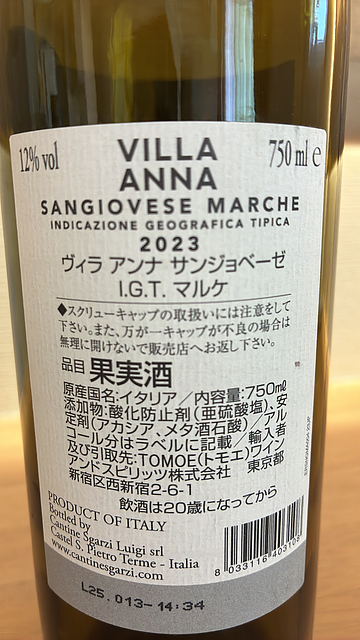 12% vol
VILLA
ANNA
750 ml e
SANGIOVESE MARCHE
INDICAZIONE GEOGRAFICA TIPICA
2023
ヴィラ アンナ サンジョベーゼ
I.G.T. マルケ
◆スクリューキャップの取扱いには注意をして
下さい。また、万が一キャップが不良の場合は
無理に開けないで販売店へお返し下さい。
品目 果実酒
原産国名:イタリア/内容量:750㎖
添加物:酸化防止剤(亜硫酸塩)、安
定剤(アカシア、メタ酒石酸)/アル
コール分はラベルに記載/輸入者
及び引取先:TOMOE(トモエ)ワイン
アンドスピリッツ株式会社 東京都
新宿区西新宿2-6-1
飲酒は20歳になってから
PRODUCT OF ITALY
Bottled by
Cantine Sgarzi Luigi srl
Castel S. Pietro Terme - Italia
www.cantinesgarzi.com
8 033116 403108
L25.013-14:34